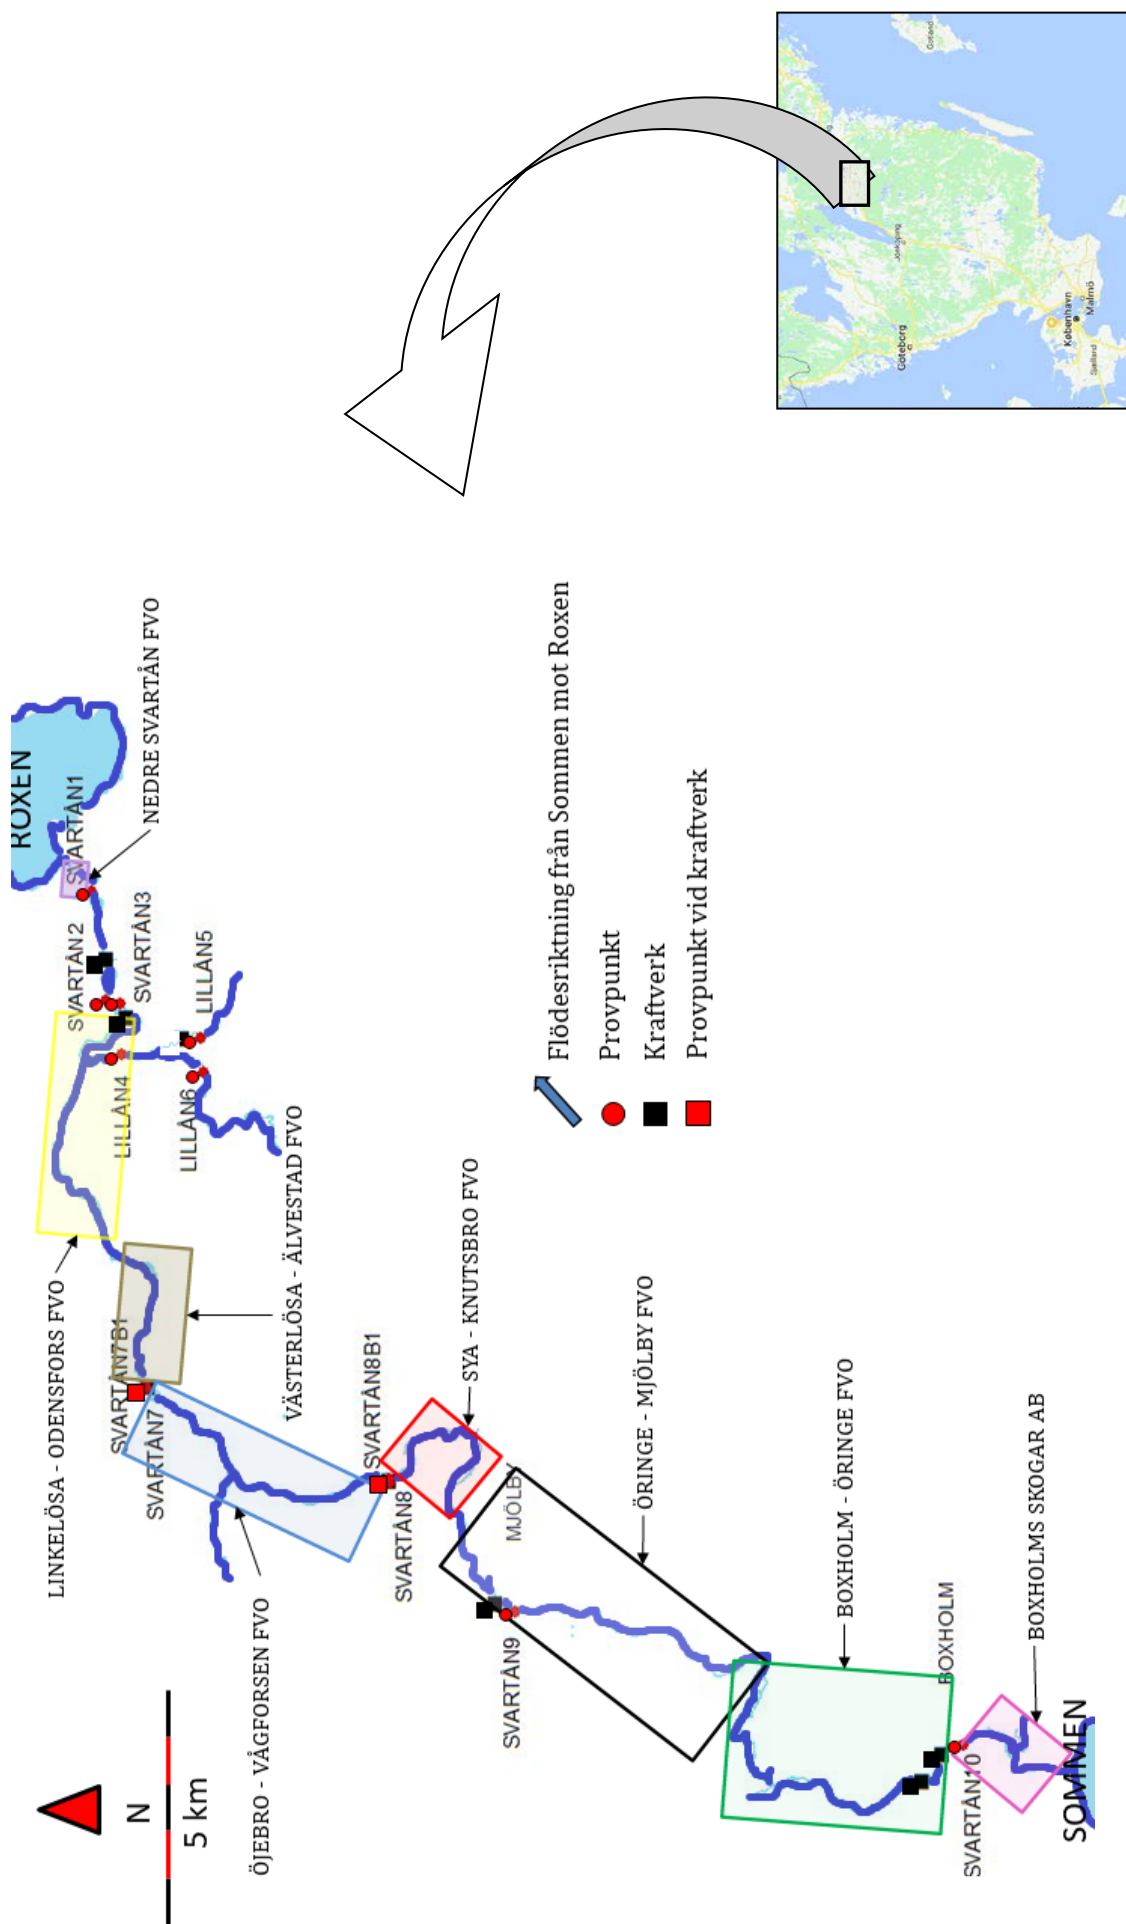 ROXEN
SVARTÅN1
NEDRE SVARTÅN FVO
SVARTÅN2
SVARTÅN3
LILLÅN5
LILLÅN4
LILLÅN6
LINKELÖSA - ODENSFORS FVO
VÄSTERLÖSA - ÄLVESTAD FVO
SVARTÅN7B1
SVARTÅN7
ÖJEBRO - VÅGFORSEN FVO
SVARTÅN8B1
SVARTÅN8
SYA - KNUTSBRO FVO
MJÖLBY
SVARTÅN9
ÖRINGE - MJÖLBY FVO
BOXHOLM - ÖRINGE FVO
BOXHOLM
SVARTÅN10
BOXHOLMS SKOGAR AB
SOMMEN
N
5 km
Flödesriktning från Sommen mot Roxen
Provpunkt
Kraftverk
Provpunkt vid kraftverk
Gotland
Jönköping
Göteborg
København
Malmö
Sjælland